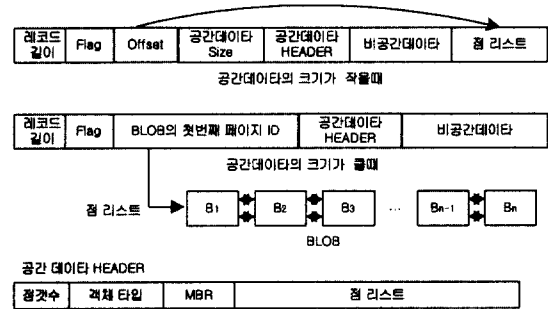 레코드 길이 Flag Offset 공간데이타 Size 공간데이타 HEADER 비공간데이타 점 리스트
공간데이타의 크기가 작을때
레코드 길이 Flag BLOB의 첫번째 페이지 ID 공간데이타 HEADER 비공간데이타
공간데이타의 크기가 클때
점 리스트 B1 B2 B3 ... Bn-1 Bn
BLOB
공간 데이타 HEADER
점갯수 객체 타입 MBR 점 리스트